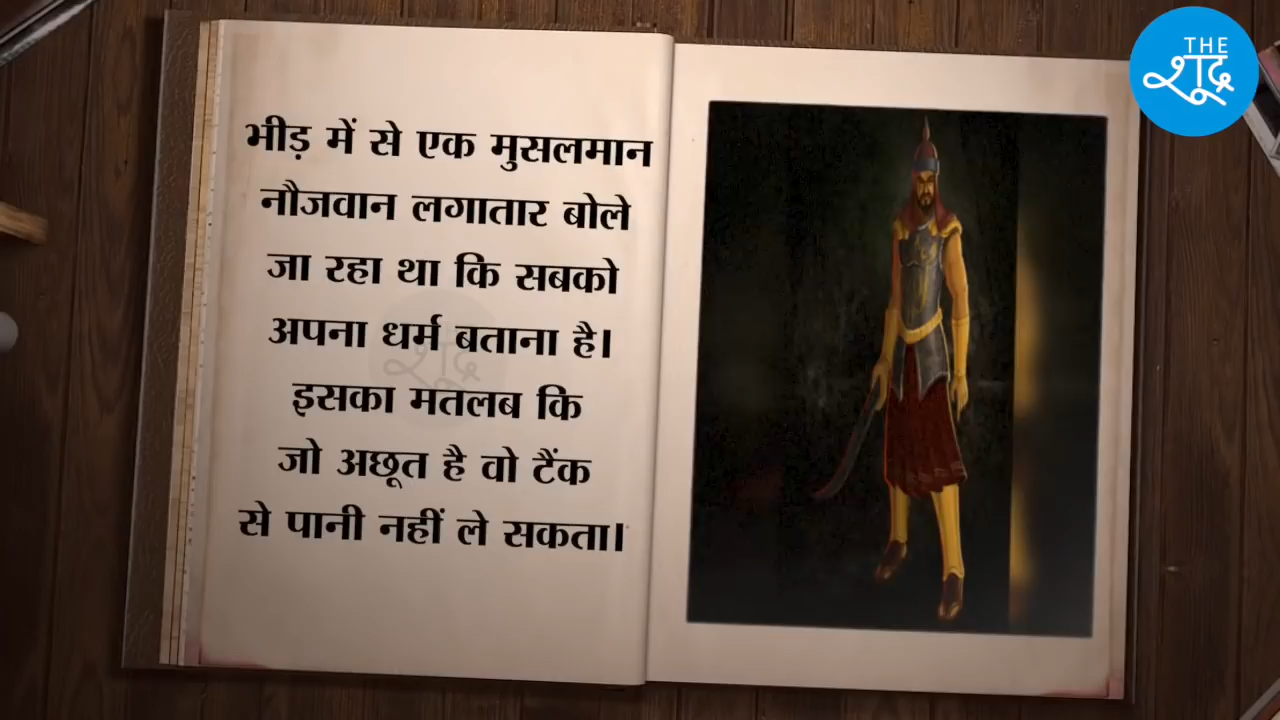 भीड़ में से एक मुसलमान
नौजवान लगातार बोले
जा रहा था कि सबको
अपना धर्म बताना है।
इसका मतलब कि
जो अछूत है वो टैंक
से पानी नहीं ले सकता।
THE
शूद्र
शूद्र